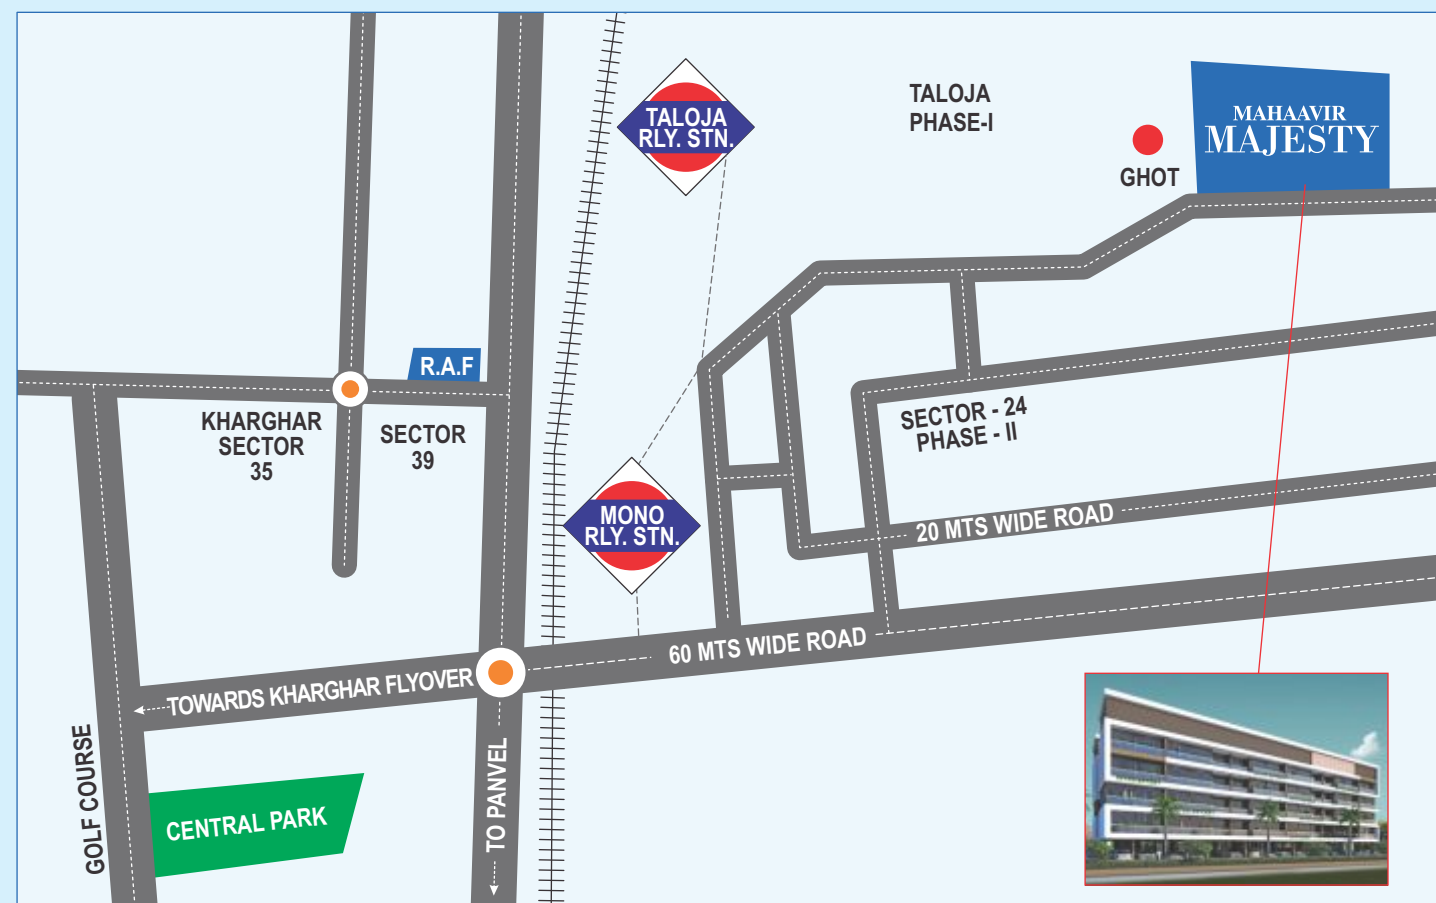 TALOJA
RLY. STN.
TALOJA
PHASE-I
MAHAAVIR
MAJESTY
GHOT
R.A.F
KHARGHAR
SECTOR
35
SECTOR
39
SECTOR - 24
PHASE - II
MONO
RLY. STN.
20 MTS WIDE ROAD
60 MTS WIDE ROAD
TOWARDS KHARGHAR FLYOVER
GOLF COURSE
CENTRAL PARK
TO PANVEL